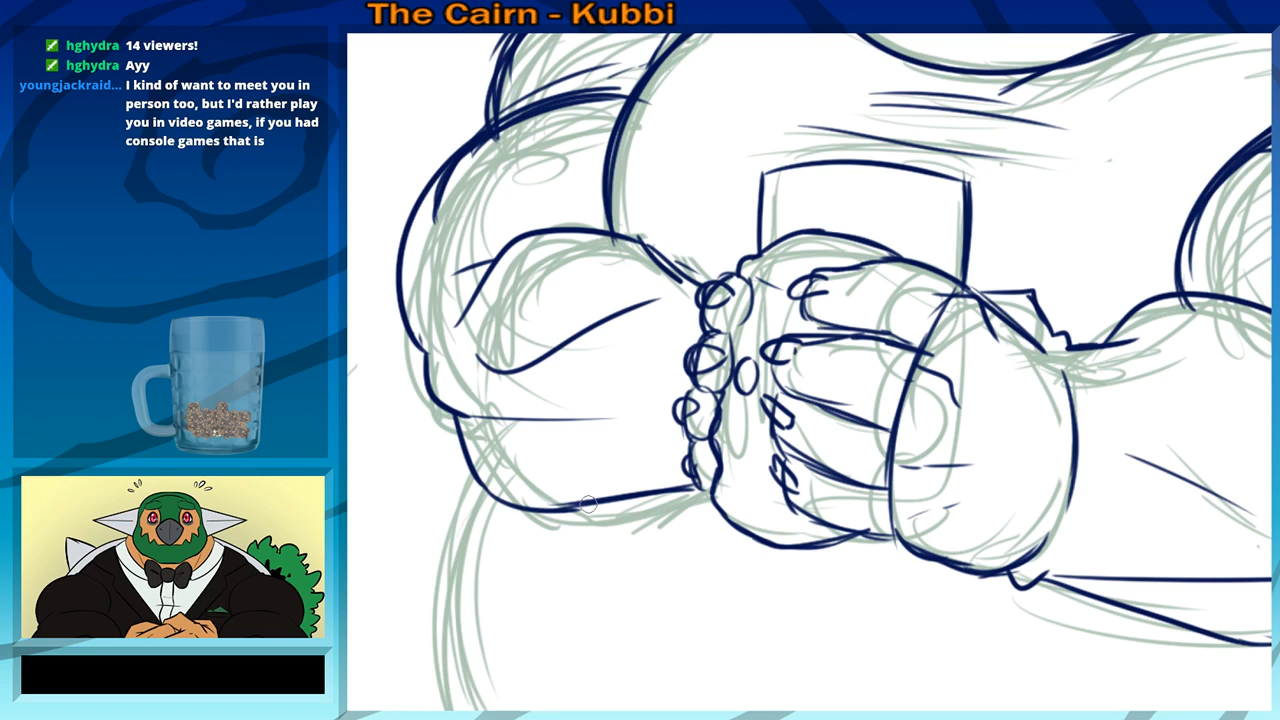 The Cairn - Kubbi
hghydra 14 viewers!
hghydra Ayy
youngjackraid... I kind of want to meet you in
person too, but I'd rather play
you in video games, if you had
console games that is